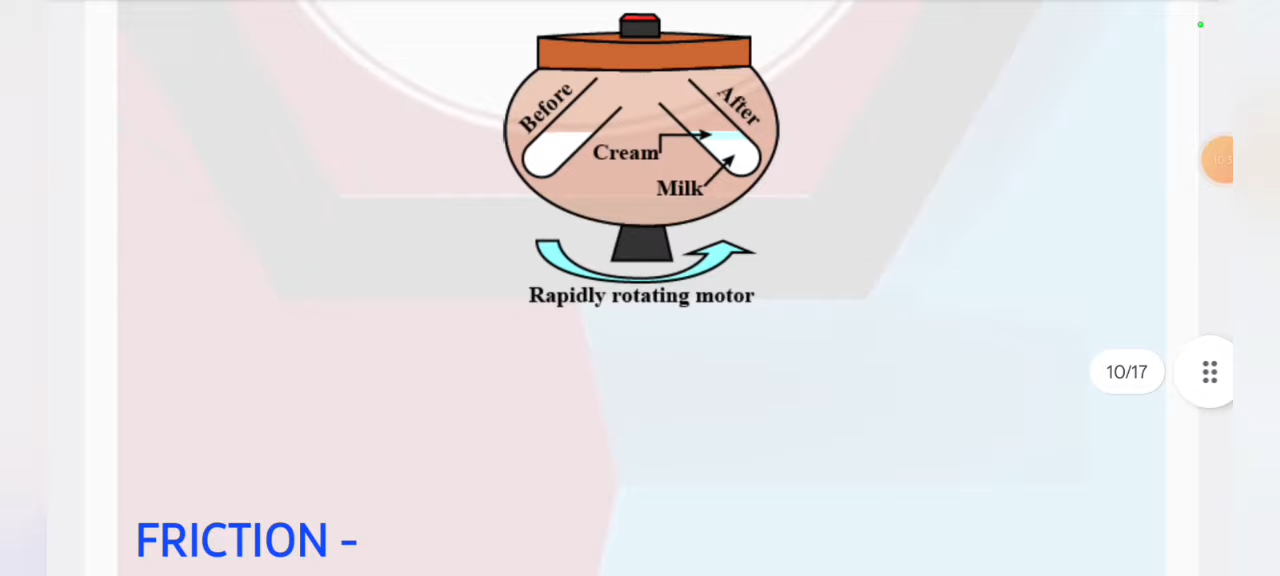 Before
After
Cream
Milk
Rapidly rotating motor
10/17
FRICTION -